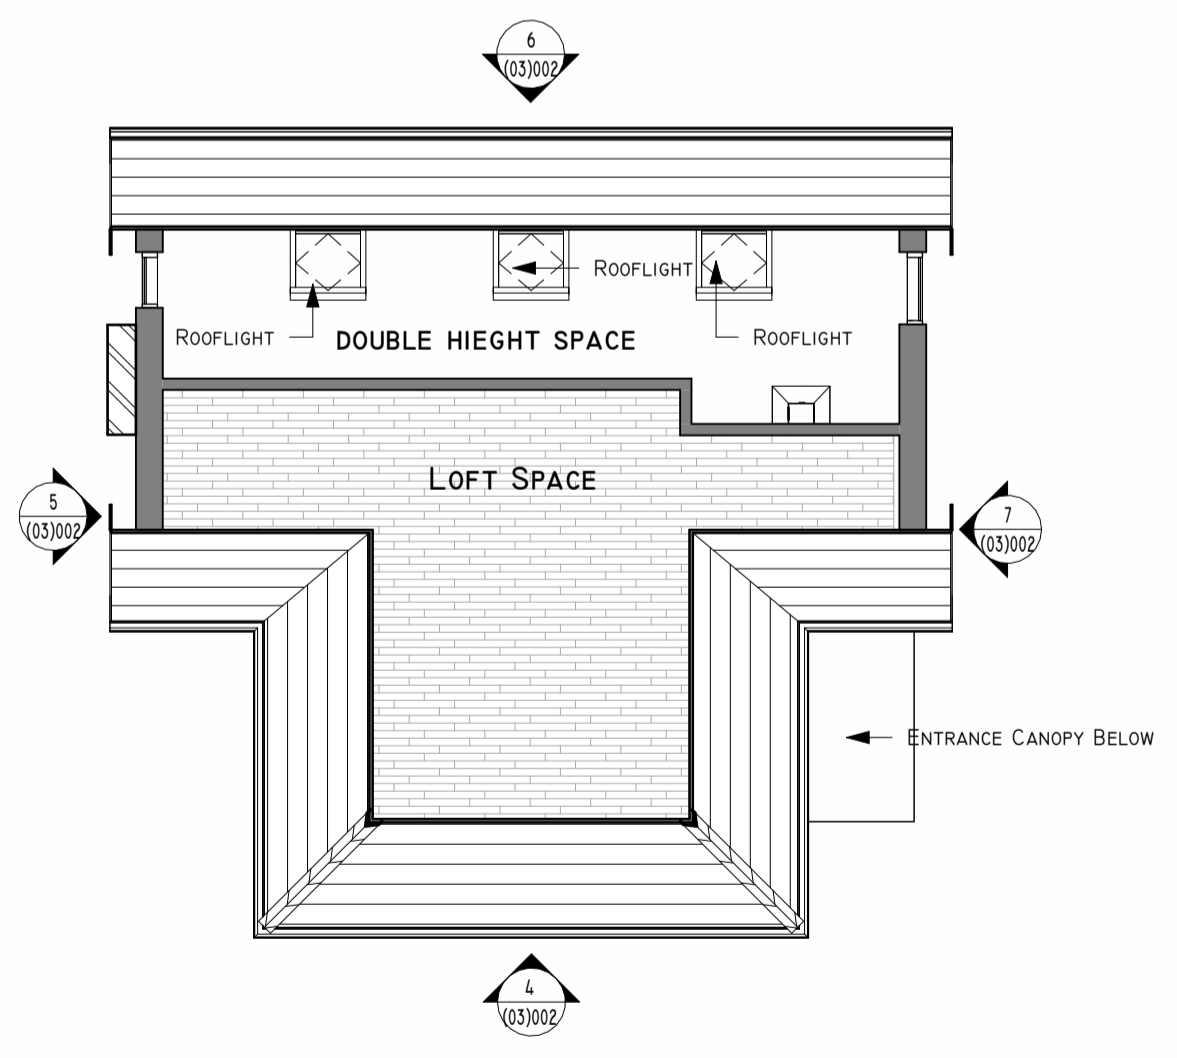 6
(03)002
Rooflight
Rooflight
DOUBLE HIEGHT SPACE
Rooflight
Loft Space
5
(03)002
7
(03)002
Entrance Canopy Below
4
(03)002